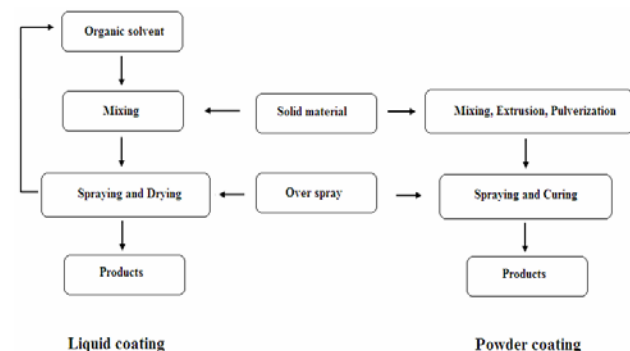 Organic solvent
Mixing
Solid material
Mixing, Extrusion, Pulverization
Spraying and Drying
Over spray
Spraying and Curing
Products
Products
Liquid coating
Powder coating